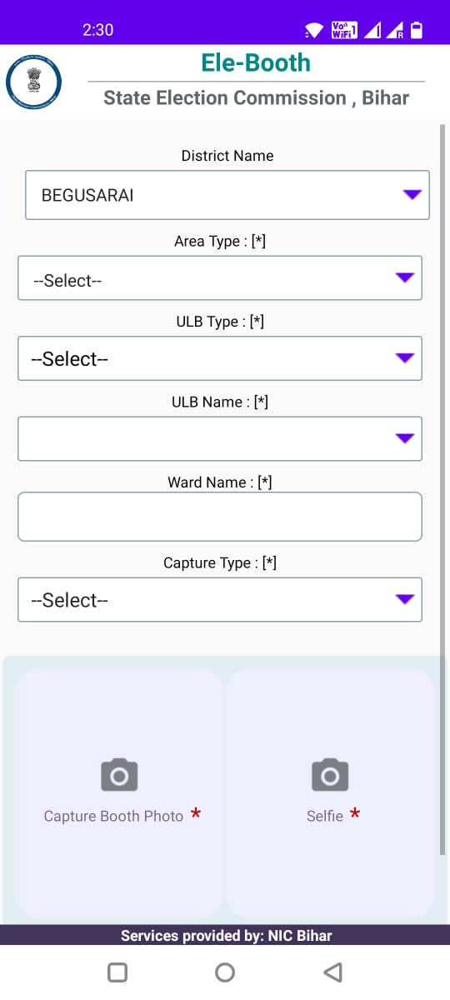 2:30
Vo))
WiFi 1
R
Ele-Booth
State Election Commission , Bihar
District Name
BEGUSARAI
Area Type : [*]
--Select--
ULB Type : [*]
--Select--
ULB Name : [*]
Ward Name : [*]
Capture Type : [*]
--Select--
Capture Booth Photo *
Selfie *
Services provided by: NIC Bihar